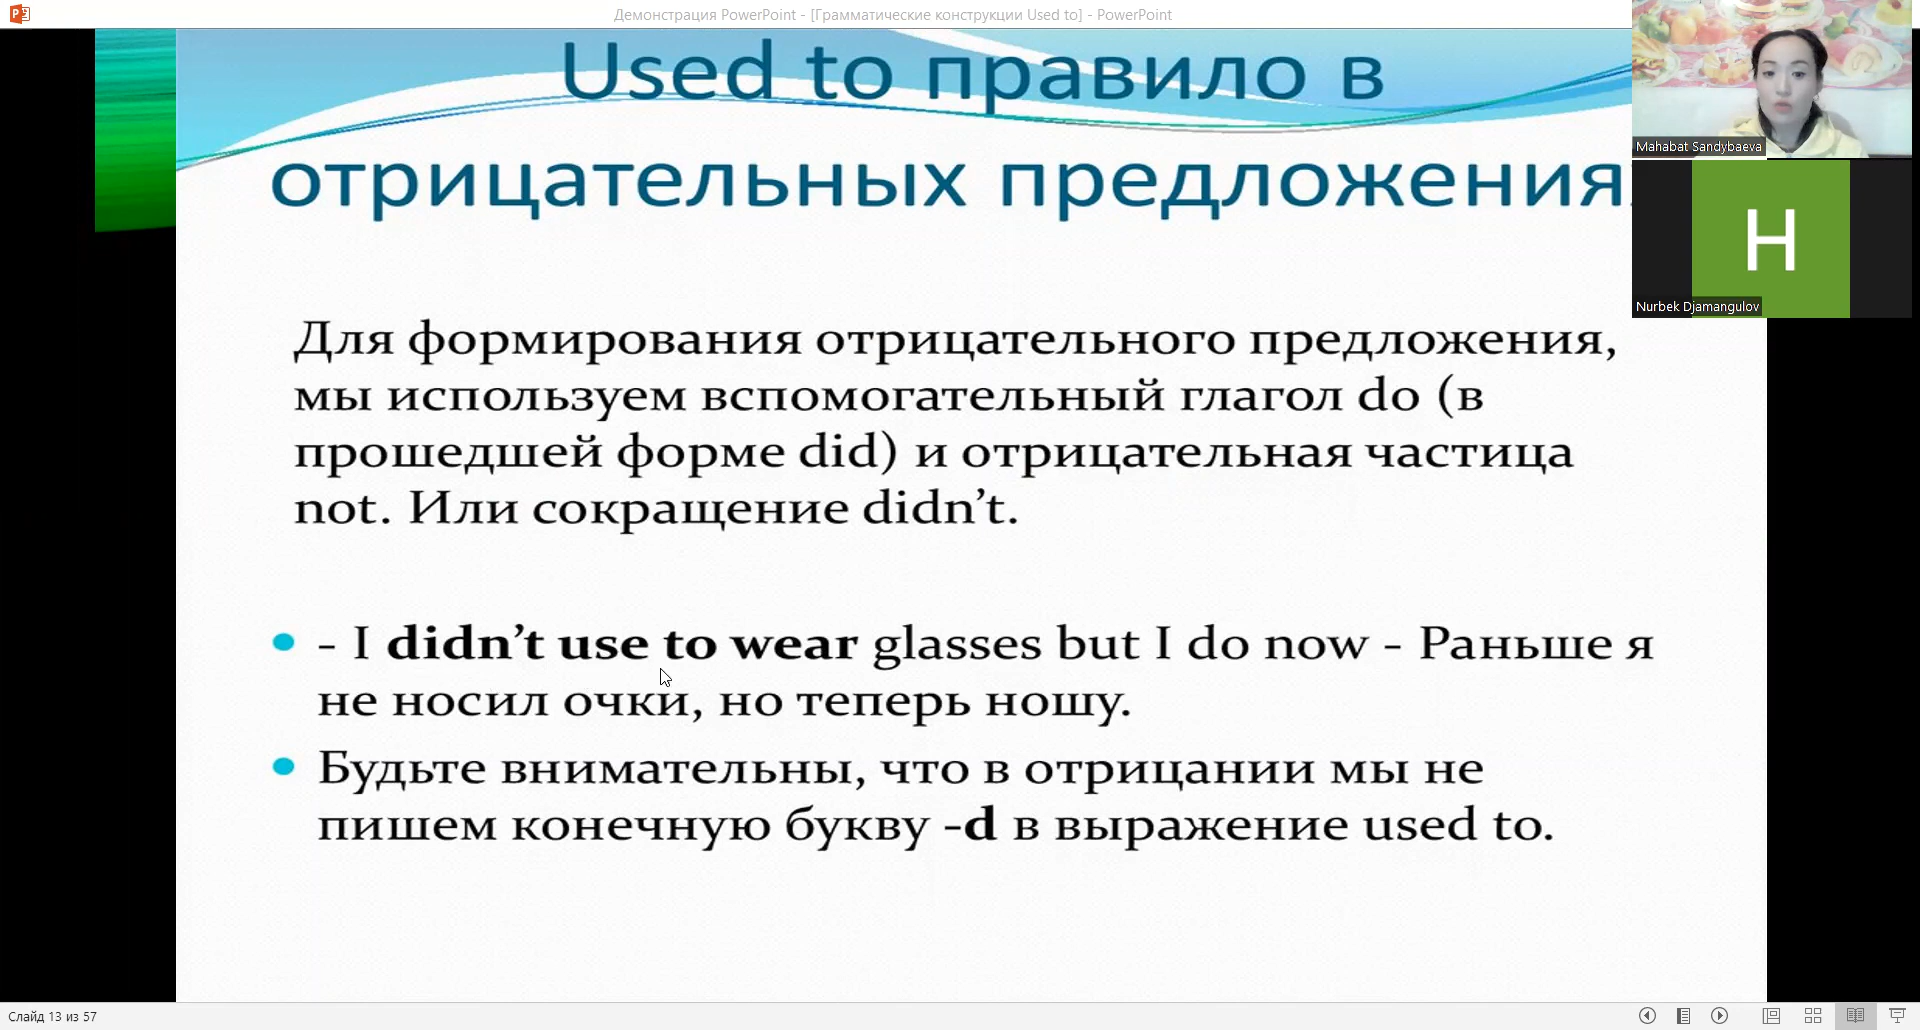 Демонстрация PowerPoint - [Грамматические конструкции Used to] - PowerPoint
Used to правило в
отрицательных предложения
Mahabat Sandybaeva
H
Nurbek Djamangulov
Для формирования отрицательного предложения,
мы используем вспомогательный глагол do (в
прошедшей форме did) и отрицательная частица
not. Или сокращение didn’t.
- I didn’t use to wear glasses but I do now - Раньше я
не носил очки, но теперь ношу.
Будьте внимательны, что в отрицании мы не
пишем конечную букву -d в выражение used to.
Слайд 13 из 57